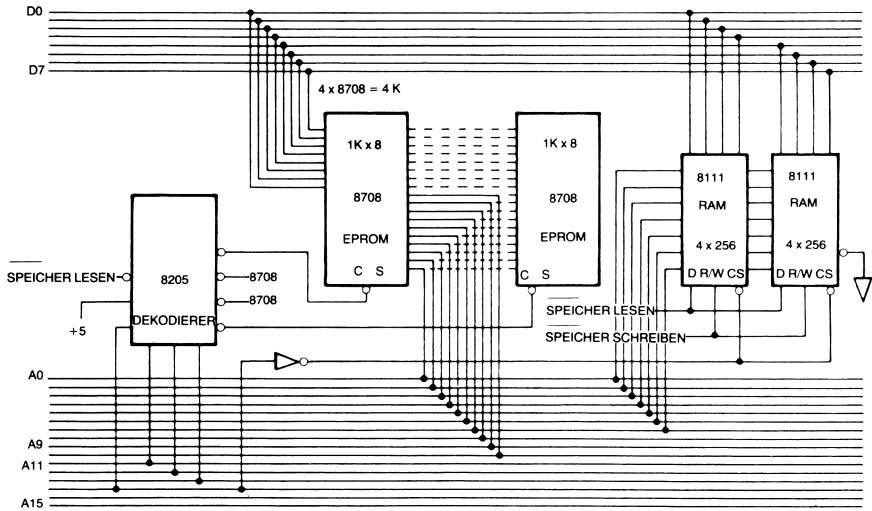 D0
D7
4 x 8708 = 4 K
1K x 8
8708
EPROM
C S
1K x 8
8708
EPROM
C S
8111
RAM
4 x 256
D R/W CS
8111
RAM
4 x 256
D R/W CS
SPEICHER LESEN
8205
DEKODIERER
8708
8708
+5
SPEICHER LESEN
SPEICHER SCHREIBEN
A0
A9
A11
A15